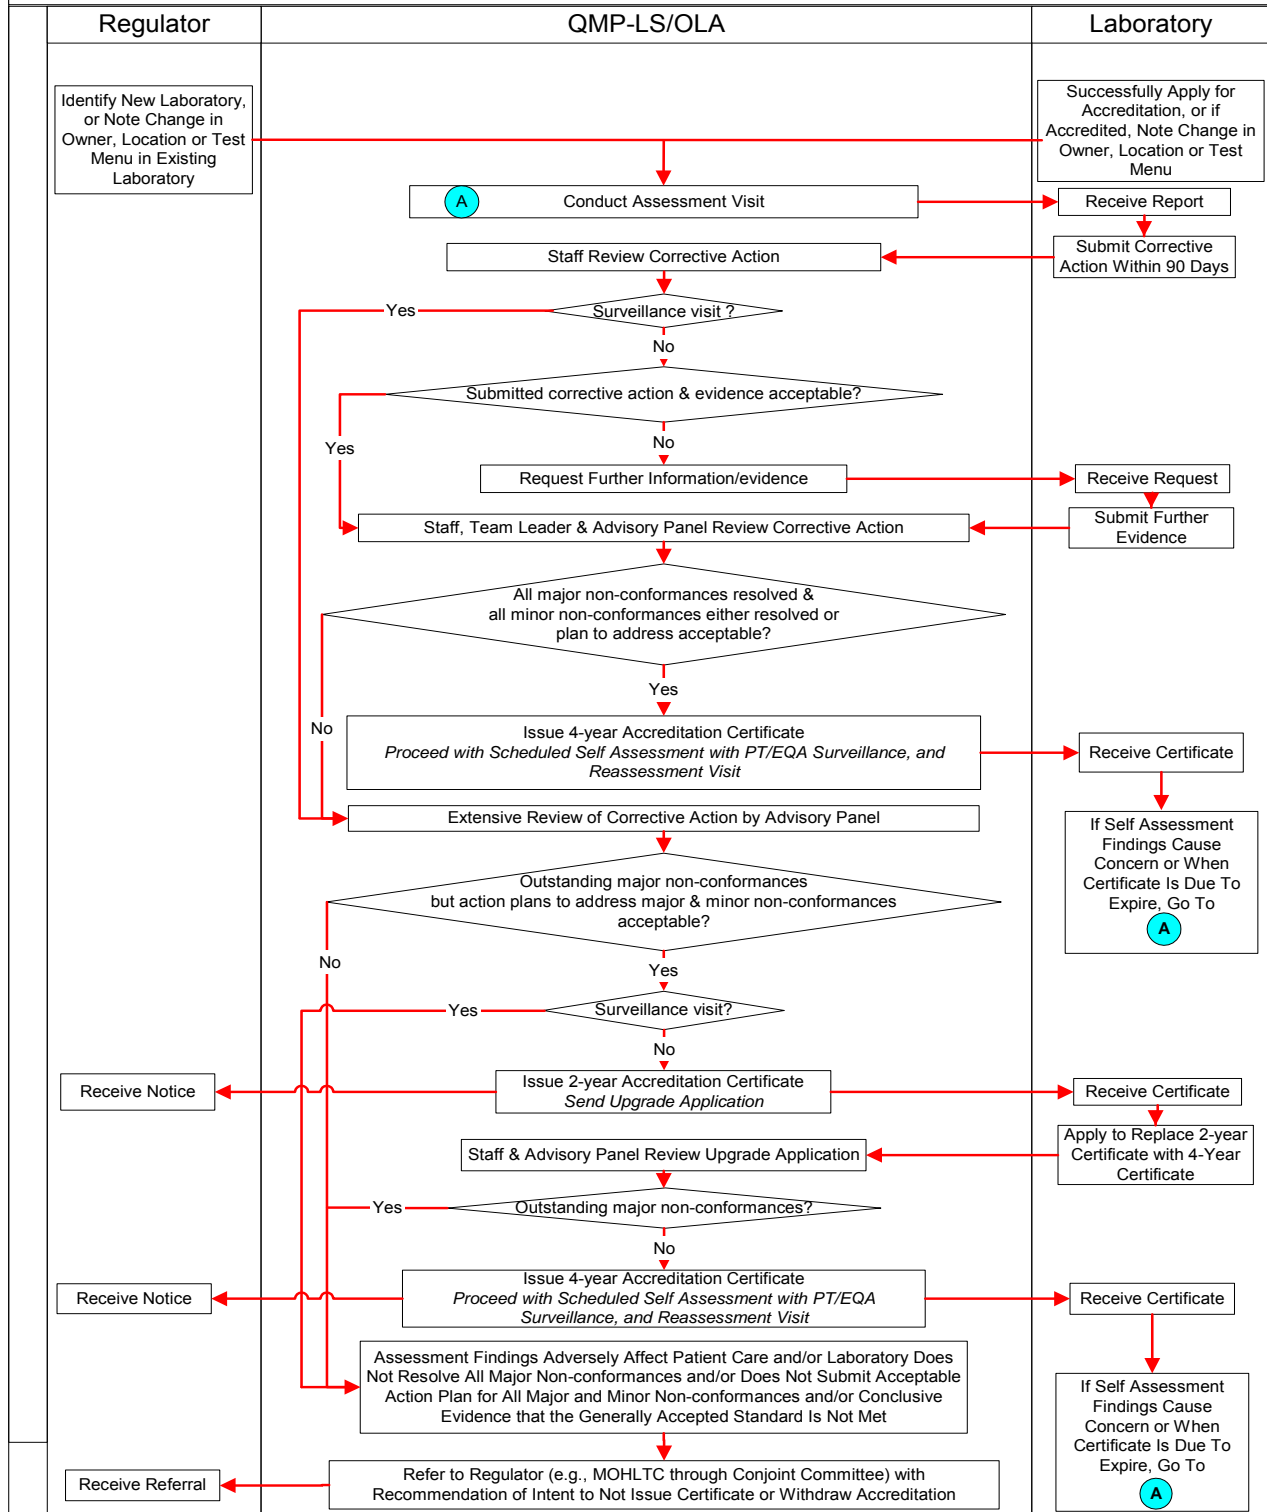 Regulator
QMP-LS/OLA
Laboratory
Identify New Laboratory,
or Note Change in
Owner, Location or Test
Menu in Existing
Laboratory
Successfully Apply for
Accreditation, or if
Accredited, Note Change in
Owner, Location or Test
Menu
A
Conduct Assessment Visit
Receive Report
Staff Review Corrective Action
Submit Corrective
Action Within 90 Days
Yes
Surveillance visit ?
No
Submitted corrective action & evidence acceptable?
Yes
No
Request Further Information/evidence
Receive Request
Staff, Team Leader & Advisory Panel Review Corrective Action
Submit Further
Evidence
All major non-conformances resolved &
all minor non-conformances either resolved or
plan to address acceptable?
Yes
No
Issue 4-year Accreditation Certificate
Proceed with Scheduled Self Assessment with PT/EQA Surveillance, and
Reassessment Visit
Receive Certificate
Extensive Review of Corrective Action by Advisory Panel
If Self Assessment
Findings Cause
Concern or When
Certificate Is Due To
Expire, Go To
A
Outstanding major non-conformances
but action plans to address major & minor non-conformances
acceptable?
No
Yes
Yes
Surveillance visit?
No
Receive Notice
Issue 2-year Accreditation Certificate
Send Upgrade Application
Receive Certificate
Staff & Advisory Panel Review Upgrade Application
Apply to Replace 2-year
Certificate with 4-Year
Certificate
Yes
Outstanding major non-conformances?
No
Receive Notice
Issue 4-year Accreditation Certificate
Proceed with Scheduled Self Assessment with PT/EQA
Surveillance, and Reassessment Visit
Receive Certificate
Assessment Findings Adversely Affect Patient Care and/or Laboratory Does
Not Resolve All Major Non-conformances and/or Does Not Submit Acceptable
Action Plan for All Major and Minor Non-conformances and/or Conclusive
Evidence that the Generally Accepted Standard Is Not Met
If Self Assessment
Findings Cause
Concern or When
Certificate Is Due To
Expire, Go To
A
Receive Referral
Refer to Regulator (e.g., MOHLTC through Conjoint Committee) with
Recommendation of Intent to Not Issue Certificate or Withdraw Accreditation